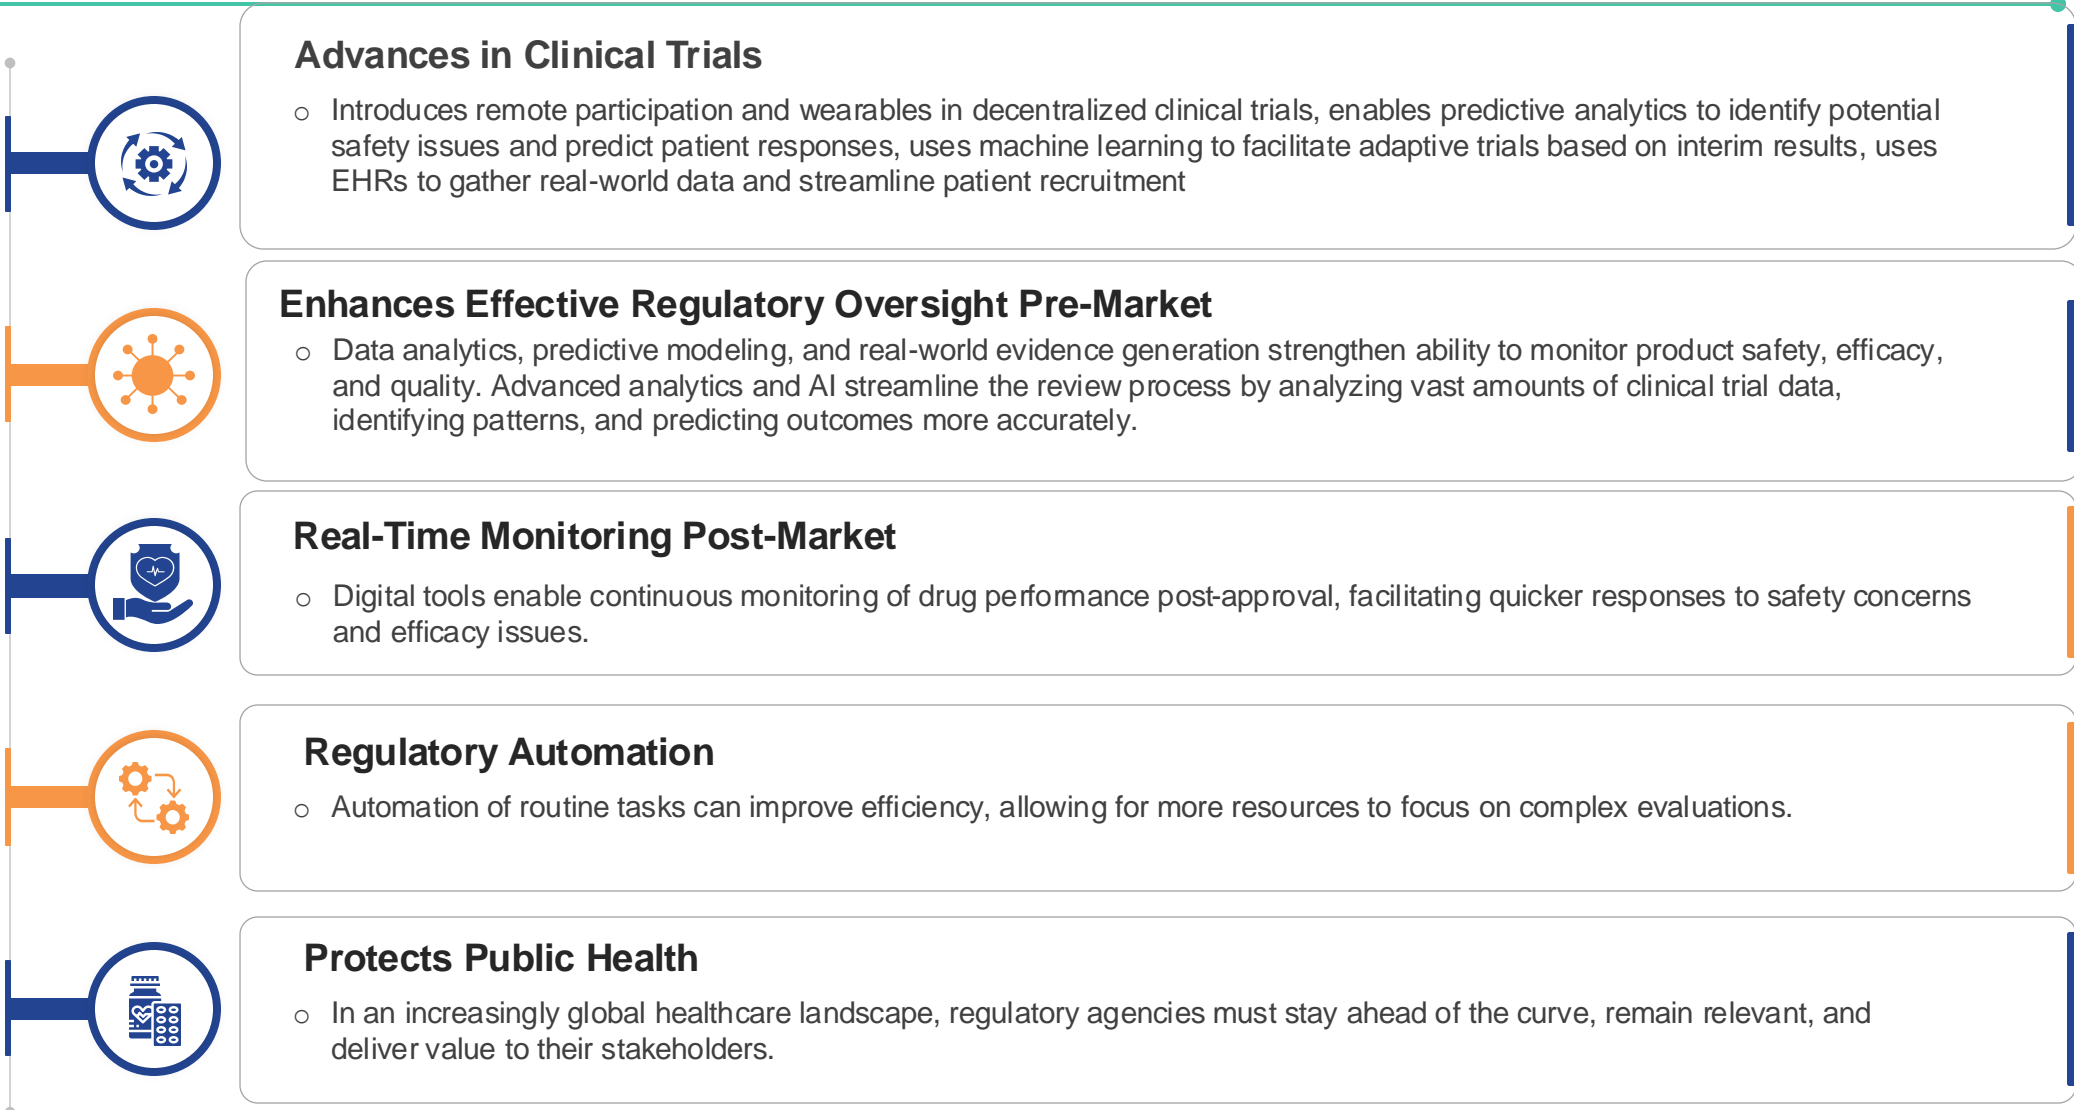 Advances in Clinical Trials
○ Introduces remote participation and wearables in decentralized clinical trials, enables predictive analytics to identify potential
safety issues and predict patient responses, uses machine learning to facilitate adaptive trials based on interim results, uses
EHRs to gather real-world data and streamline patient recruitment
Enhances Effective Regulatory Oversight Pre-Market
○ Data analytics, predictive modeling, and real-world evidence generation strengthen ability to monitor product safety, efficacy,
and quality. Advanced analytics and AI streamline the review process by analyzing vast amounts of clinical trial data,
identifying patterns, and predicting outcomes more accurately.
Real-Time Monitoring Post-Market
○ Digital tools enable continuous monitoring of drug performance post-approval, facilitating quicker responses to safety concerns
and efficacy issues.
Regulatory Automation
○ Automation of routine tasks can improve efficiency, allowing for more resources to focus on complex evaluations.
Protects Public Health
○ In an increasingly global healthcare landscape, regulatory agencies must stay ahead of the curve, remain relevant, and
deliver value to their stakeholders.